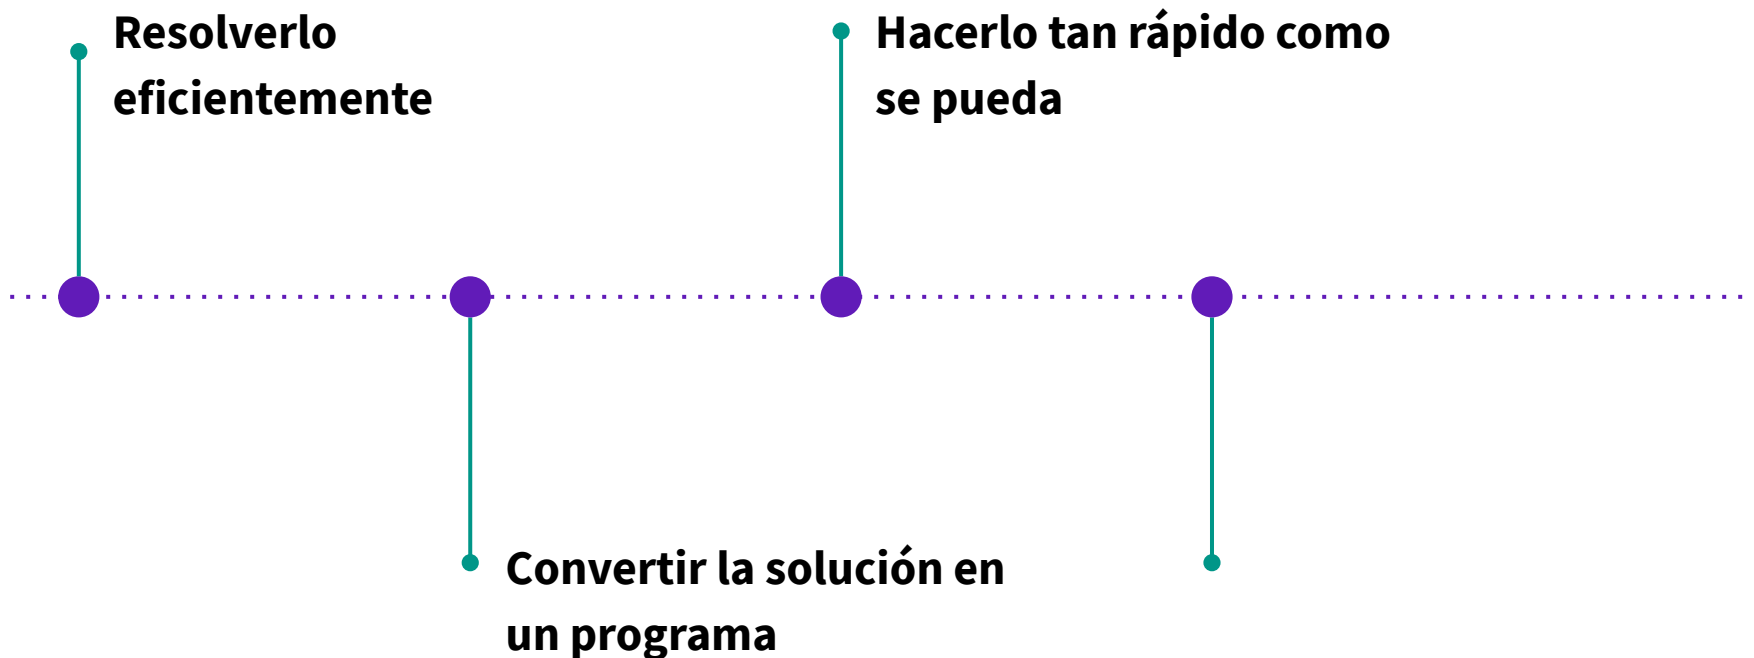 Resolverlo
eficientemente
Hacerlo tan rápido como
se pueda
Convertir la solución en
un programa